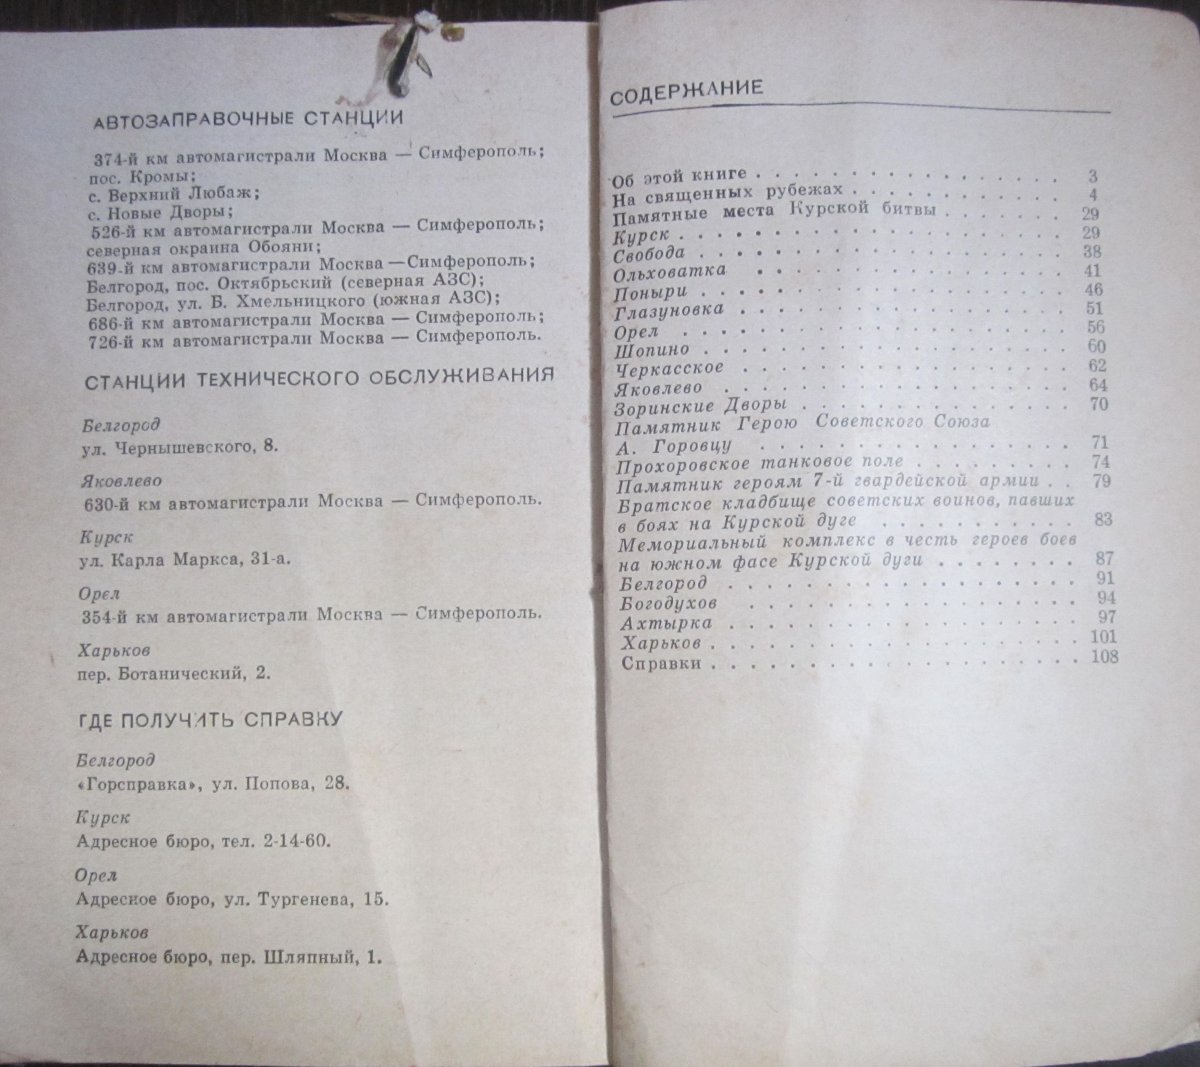 АВТОЗАПРАВОЧНЫЕ СТАНЦИИ
374-й км автомагистрали Москва — Симферополь;
пос. Кромы;
с. Верхний Любаж;
с. Новые Дворы;
526-й км автомагистрали Москва — Симферополь;
северная окраина Обояни;
639-й км автомагистрали Москва —Симферополь;
Белгород, пос. Октябрьский (северная АЗС);
Белгород, ул. Б. Хмельницкого (южная АЗС);
686-й км автомагистрали Москва — Симферополь;
726-й км автомагистрали Москва — Симферополь.
СТАНЦИИ ТЕХНИЧЕСКОГО ОБСЛУЖИВАНИЯ
Белгород
ул. Чернышевского, 8.
Яковлево
630-й км автомагистрали Москва — Симферополь.
Курск
ул. Карла Маркса, 31-а.
Орел
354-й км автомагистрали Москва — Симферополь.
Харьков
пер. Ботанический, 2.
ГДЕ ПОЛУЧИТЬ СПРАВКУ
Белгород
«Горсправка», ул. Попова, 28.
Курск
Адресное бюро, тел. 2-14-60.
Орел
Адресное бюро, ул. Тургенева, 15.
Харьков
Адресное бюро, пер. Шляпный, 1.
СОДЕРЖАНИЕ
Об этой книге . . . . . . . . . . . . . . . . 3
На священных рубежах . . . . . . . . . . . 4
Памятные места Курской битвы . . . . . . . 29
Курск . . . . . . . . . . . . . . . . . . . 29
Свобода . . . . . . . . . . . . . . . . . . 38
Ольховатка . . . . . . . . . . . . . . . . 41
Поныри . . . . . . . . . . . . . . . . . . 46
Глазуновка . . . . . . . . . . . . . . . . 51
Орел . . . . . . . . . . . . . . . . . . . 56
Шопино . . . . . . . . . . . . . . . . . . 60
Черкасское . . . . . . . . . . . . . . . . 62
Яковлево . . . . . . . . . . . . . . . . . 64
Зоринские Дворы . . . . . . . . . . . . . . 70
Памятник Герою Советского Союза
А. Горовцу . . . . . . . . . . . . . . . . 71
Прохоровское танковое поле . . . . . . . . . 74
Памятник героям 7-й гвардейской армии . . 79
Братское кладбище советских воинов, павших
в боях на Курской дуге . . . . . . . . . . . 83
Мемориальный комплекс в честь героев боев
на южном фасе Курской дуги . . . . . . . . 87
Белгород . . . . . . . . . . . . . . . . . . 91
Богодухов . . . . . . . . . . . . . . . . . 94
Ахтырка . . . . . . . . . . . . . . . . . . 97
Харьков . . . . . . . . . . . . . . . . . . 101
Справки . . . . . . . . . . . . . . . . . . 108